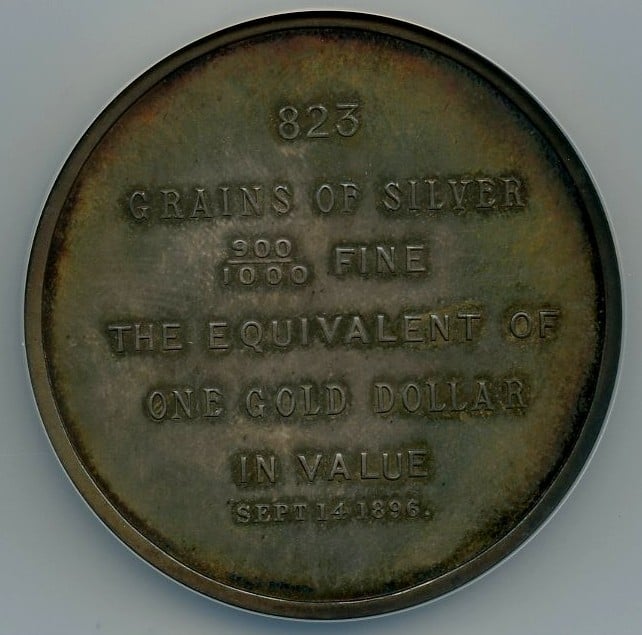 823
GRAINS OF SILVER
900/1000 FINE
THE EQUIVALENT OF
ONE GOLD DOLLAR
IN VALUE
SEPT 14 1896.